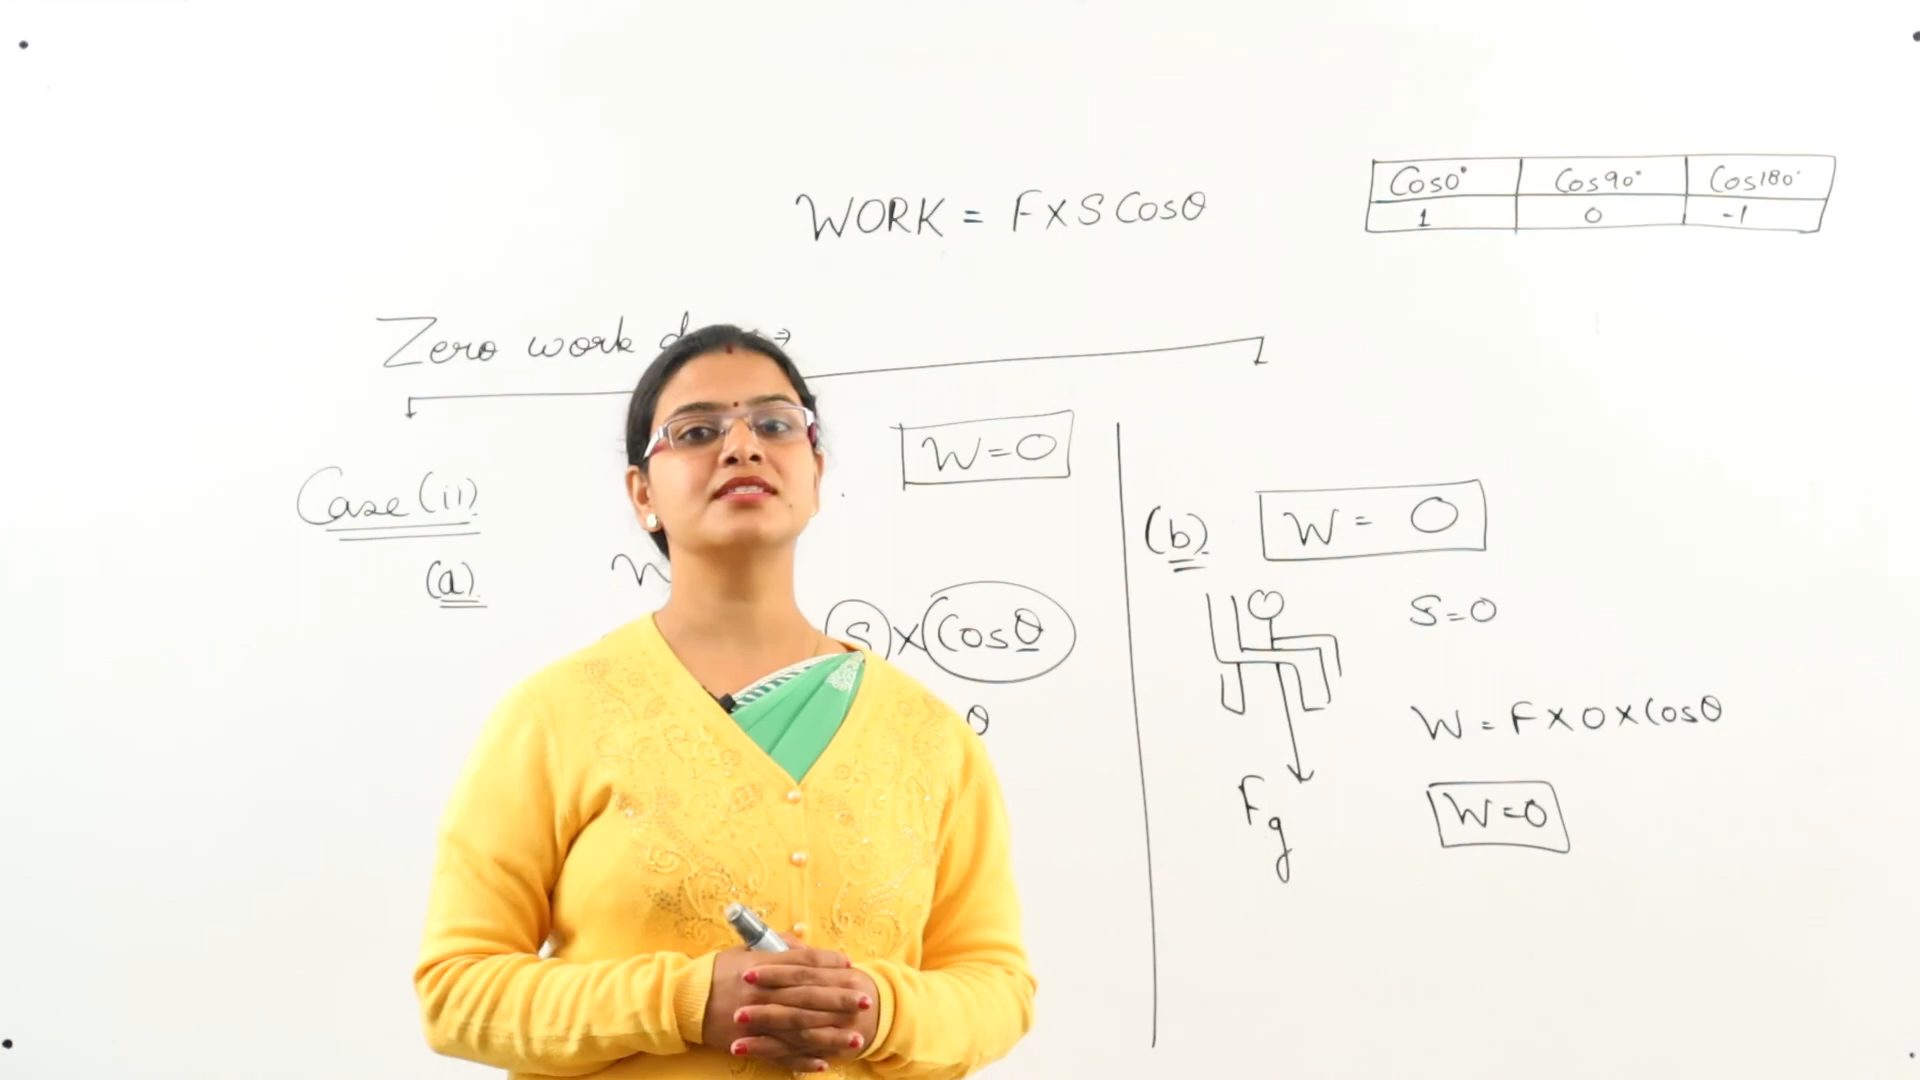 WORK = F×S Cosθ
Cos0° Cos90° Cos180°
1 0 -1
Zero work
Case (ii)
(a)
W=0
S × Cosθ
θ
(b)
W = 0
S=0
W = F×0×Cosθ
W=0
Fg